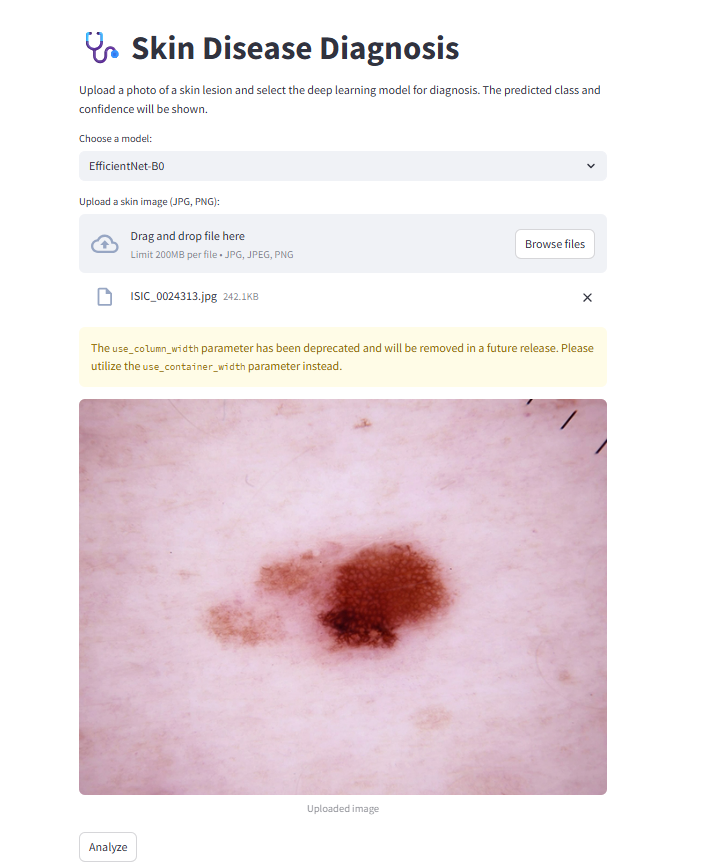 Skin Disease Diagnosis
Upload a photo of a skin lesion and select the deep learning model for diagnosis. The predicted class and
confidence will be shown.
Choose a model:
EfficientNet-B0
Upload a skin image (JPG, PNG):
Drag and drop file here
Limit 200MB per file • JPG, JPEG, PNG
Browse files
ISIC_0024313.jpg 242.1KB
The use_column_width parameter has been deprecated and will be removed in a future release. Please
utilize the use_container_width parameter instead.
Uploaded image
Analyze